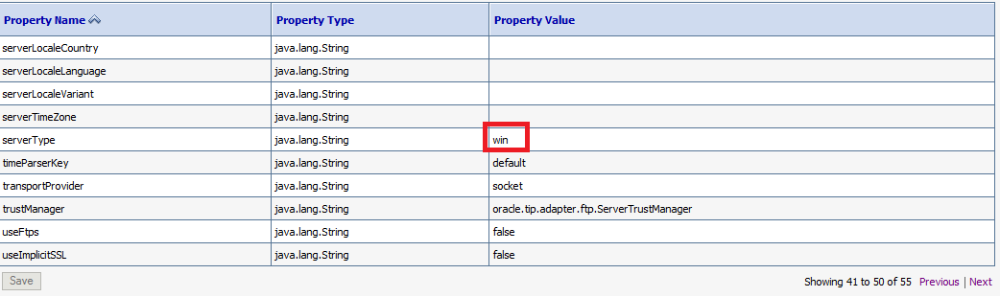 Property Name Property Type Property Value
serverLocaleCountry java.lang.String
serverLocaleLanguage java.lang.String
serverLocaleVariant java.lang.String
serverTimeZone java.lang.String
serverType java.lang.String win
timeParserKey java.lang.String default
transportProvider java.lang.String socket
trustManager java.lang.String oracle.tip.adapter.ftp.ServerTrustManager
useFtps java.lang.String false
useImplicitSSL java.lang.String false
Save Showing 41 to 50 of 55 Previous | Next